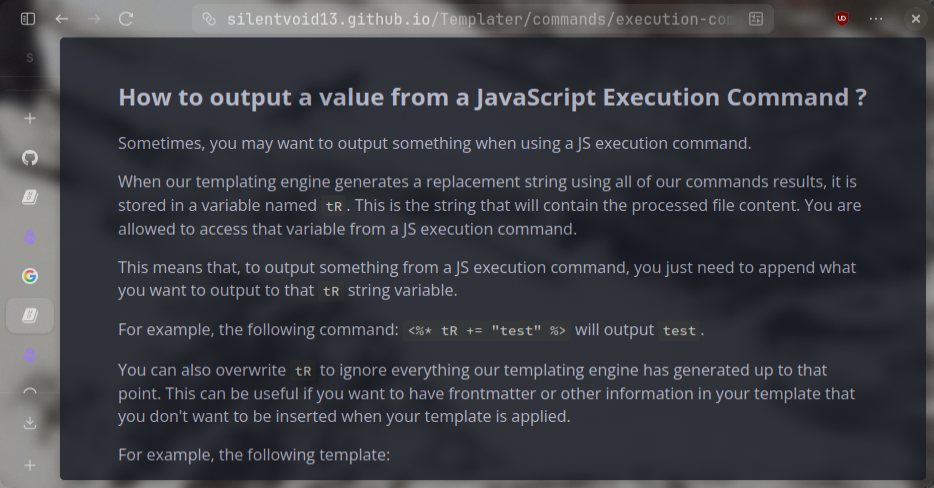 silentvoid13.github.io/Templater/commands/execution-com
UD
S
How to output a value from a JavaScript Execution Command ?
Sometimes, you may want to output something when using a JS execution command.
When our templating engine generates a replacement string using all of our commands results, it is
stored in a variable named tR. This is the string that will contain the processed file content. You are
allowed to access that variable from a JS execution command.
This means that, to output something from a JS execution command, you just need to append what
you want to output to that tR string variable.
For example, the following command: <%* tR += "test" %> will output test.
You can also overwrite tR to ignore everything our templating engine has generated up to that
point. This can be useful if you want to have frontmatter or other information in your template that
you don't want to be inserted when your template is applied.
For example, the following template: